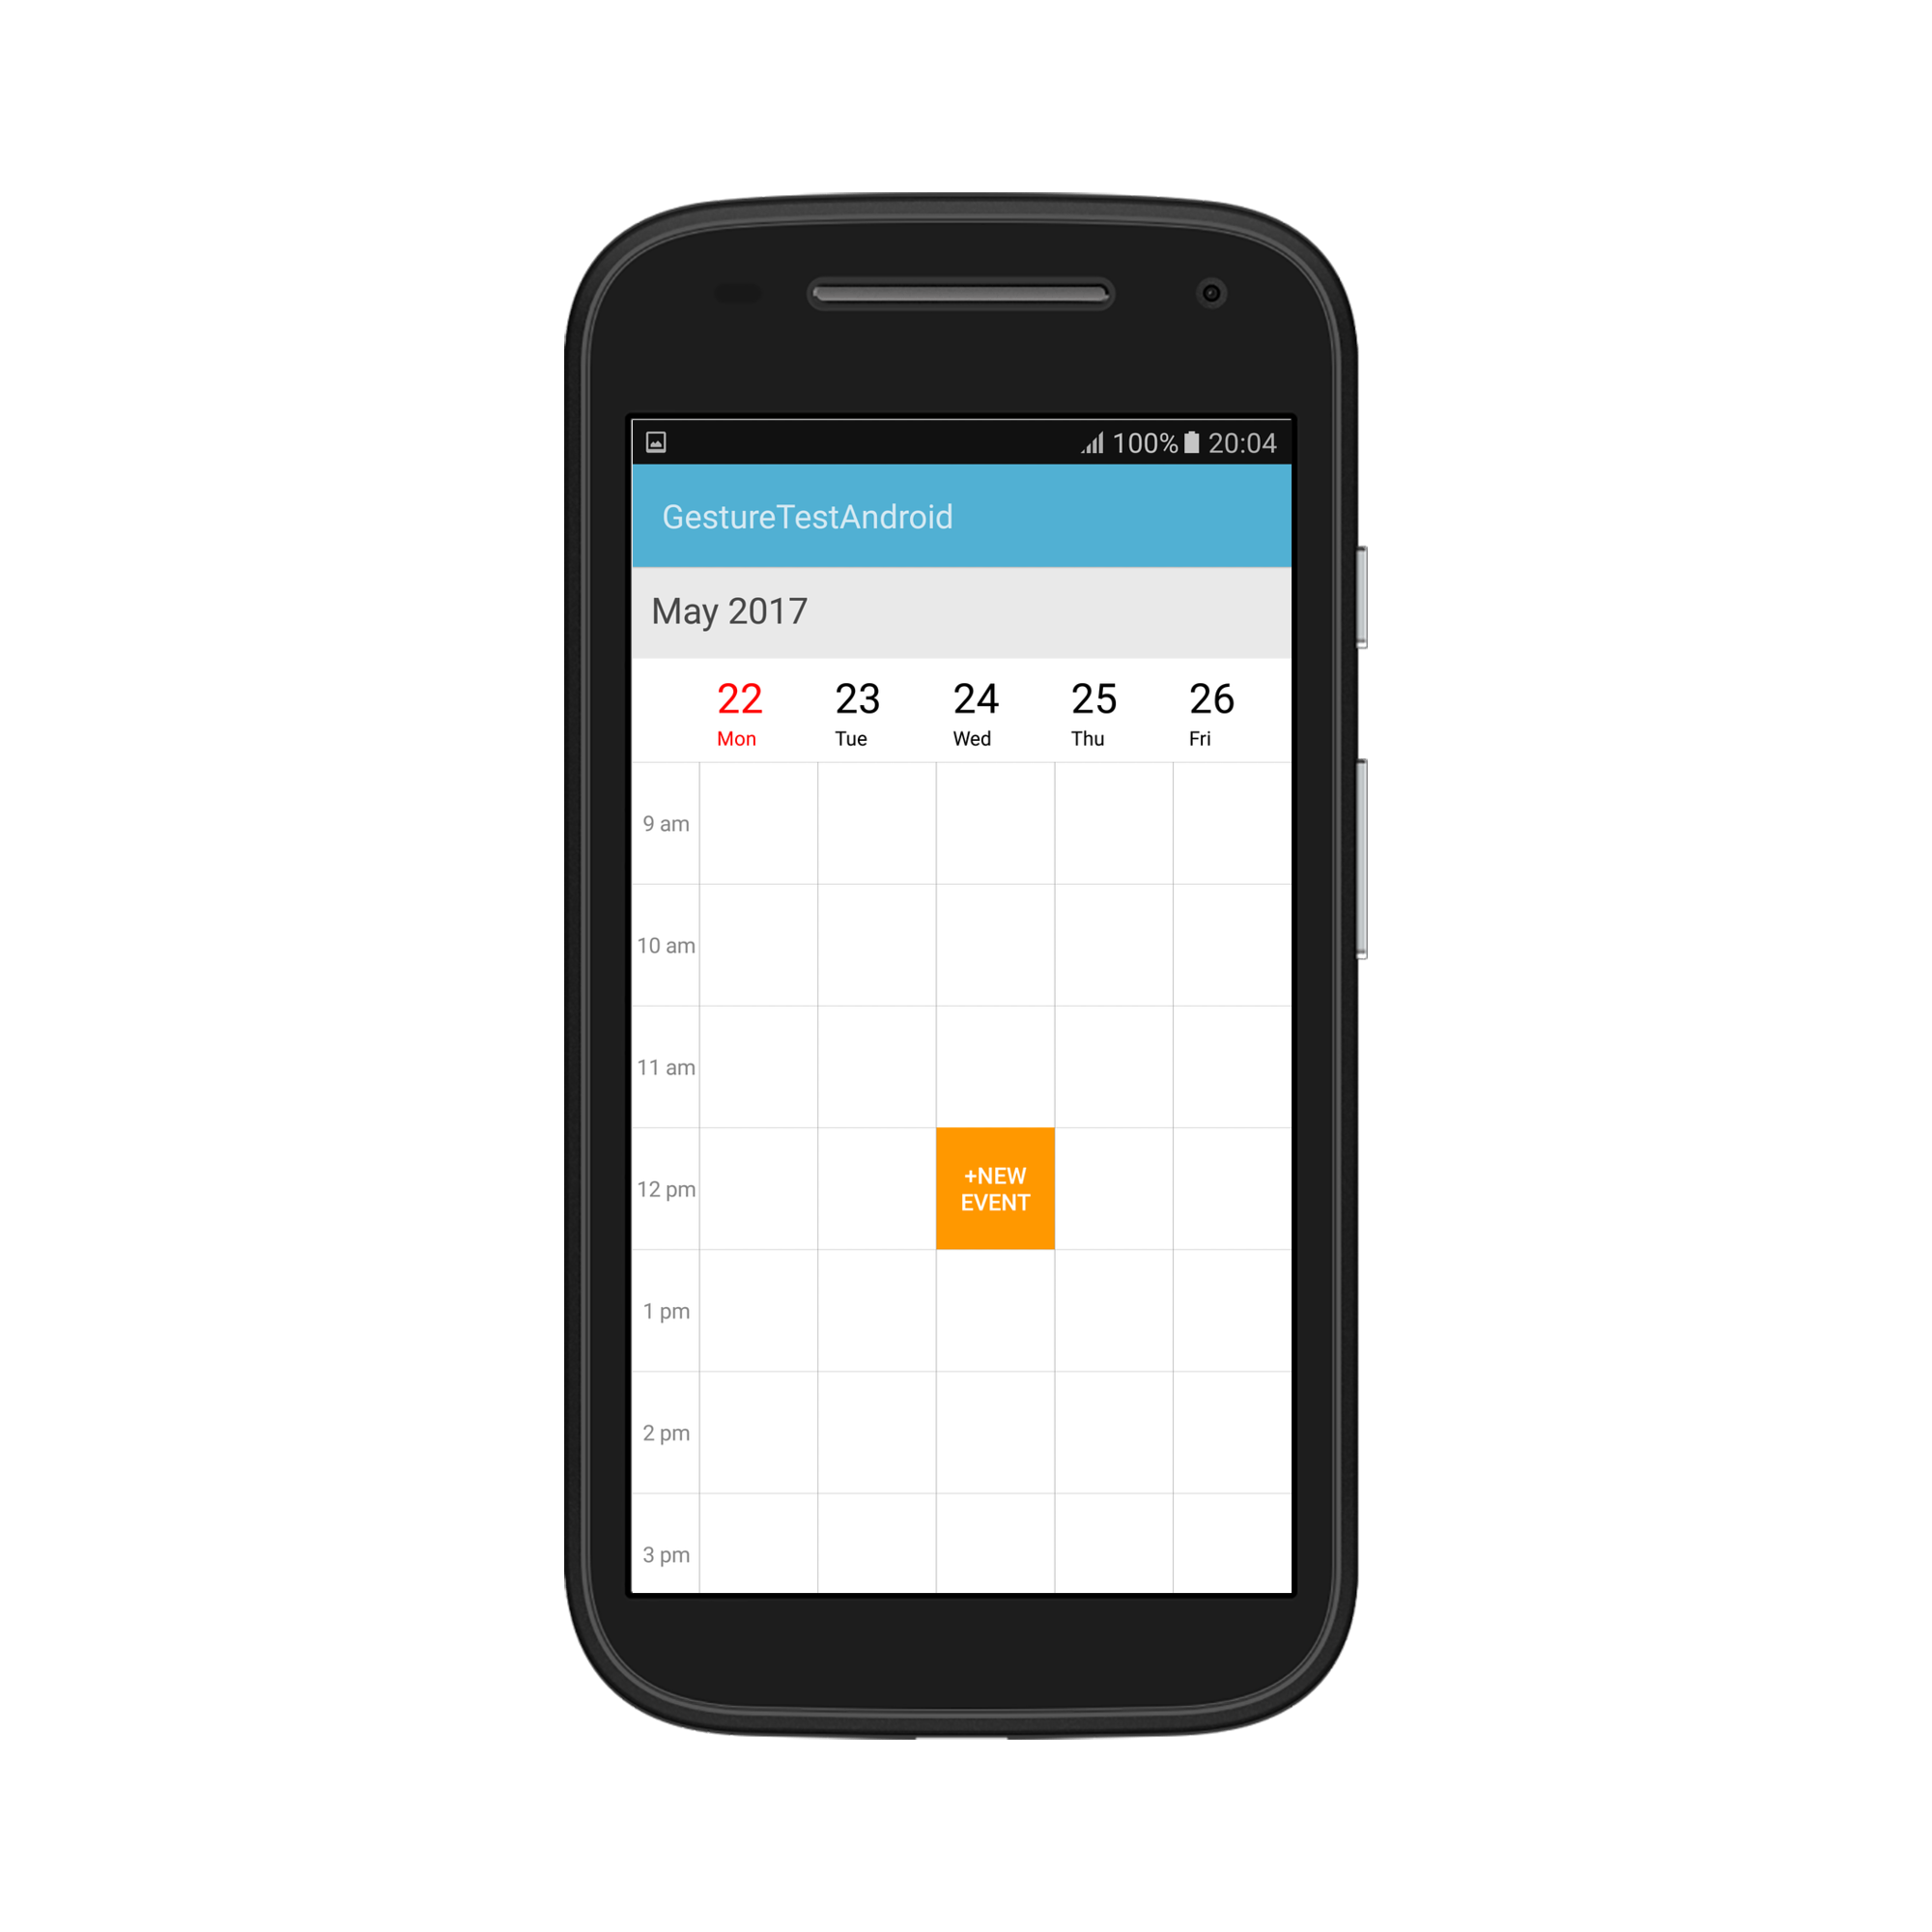 100% 20:04
GestureTestAndroid
May 2017
22 23 24 25 26
Mon Tue Wed Thu Fri
9 am
10 am
11 am
+NEW
EVENT
12 pm
1 pm
2 pm
3 pm